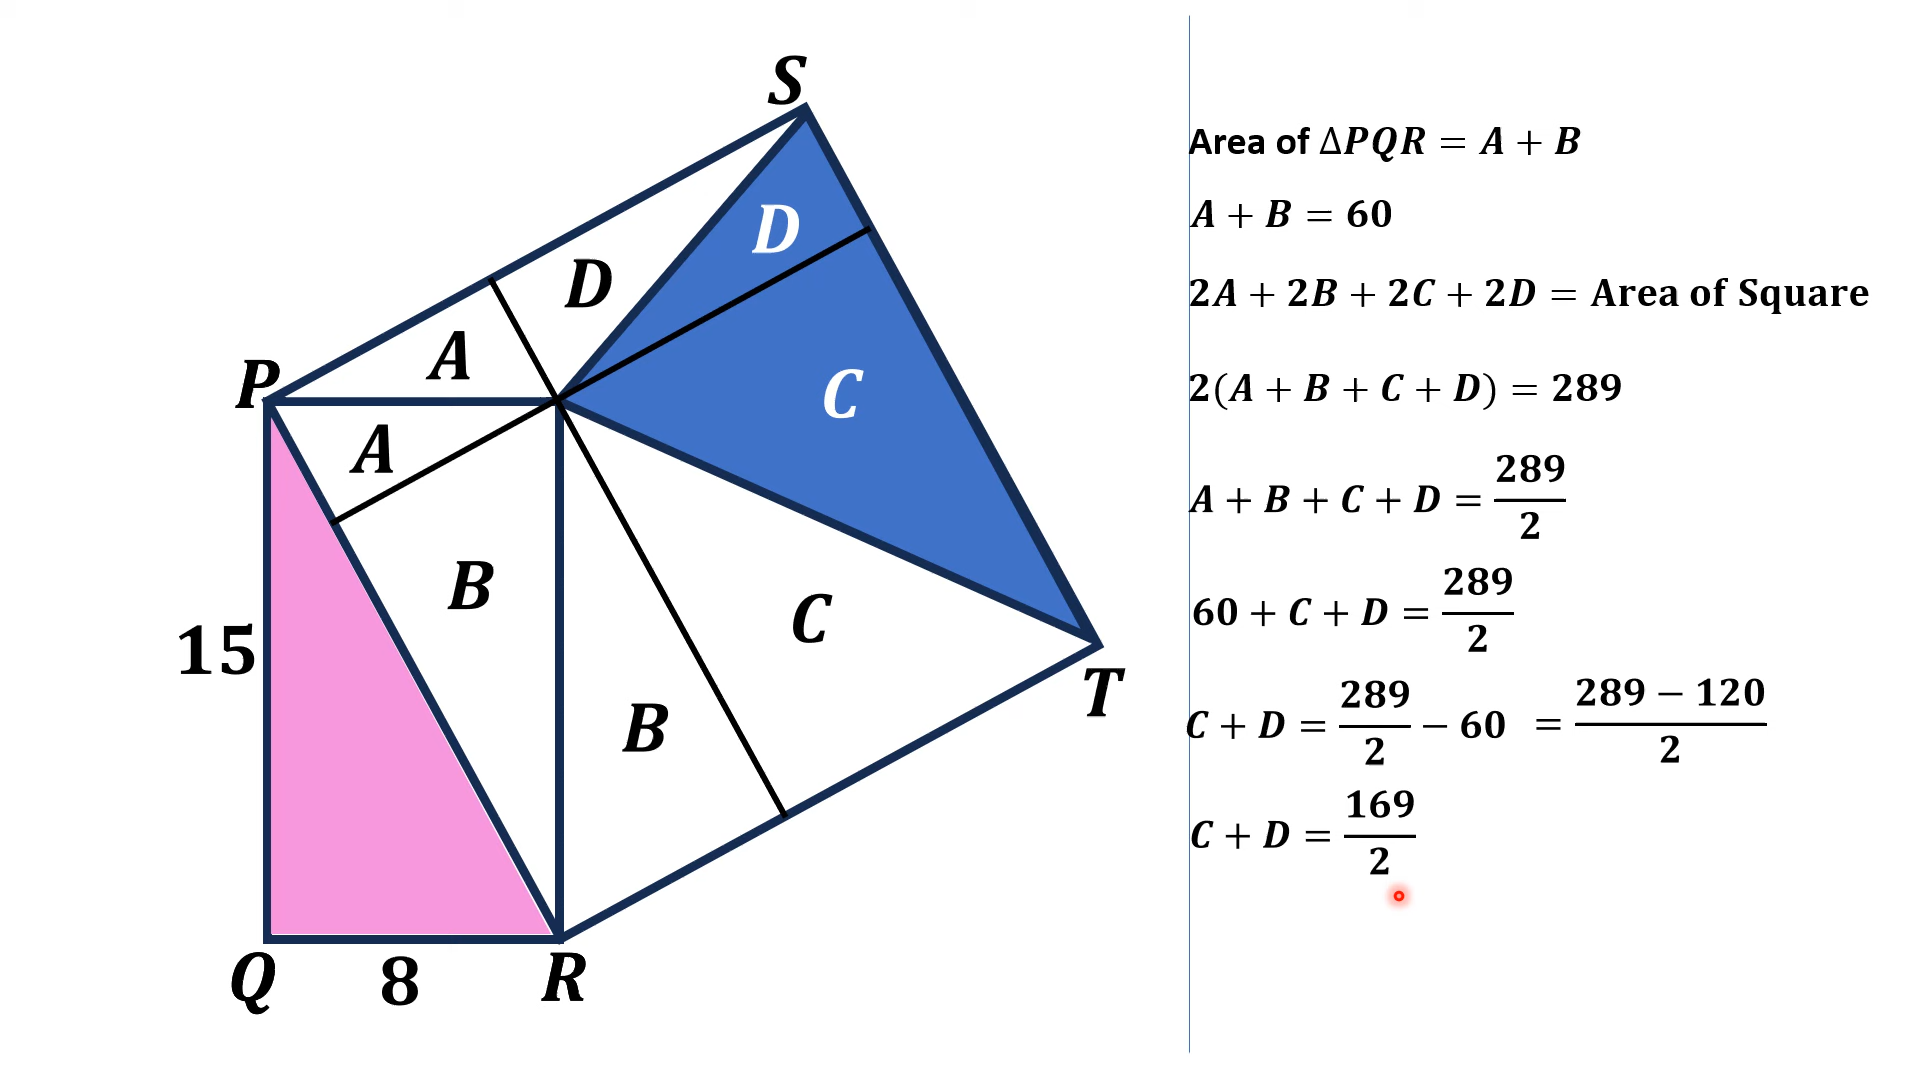 S
D
D
A
P
C
A
B
C
15
T
B
Q
8
R
Area of ΔPQR = A + B
A + B = 60
2A + 2B + 2C + 2D = Area of Square
2(A + B + C + D) = 289
A + B + C + D = 289/2
60 + C + D = 289/2
C + D = 289/2 − 60 = 289 − 120/2
C + D = 169/2